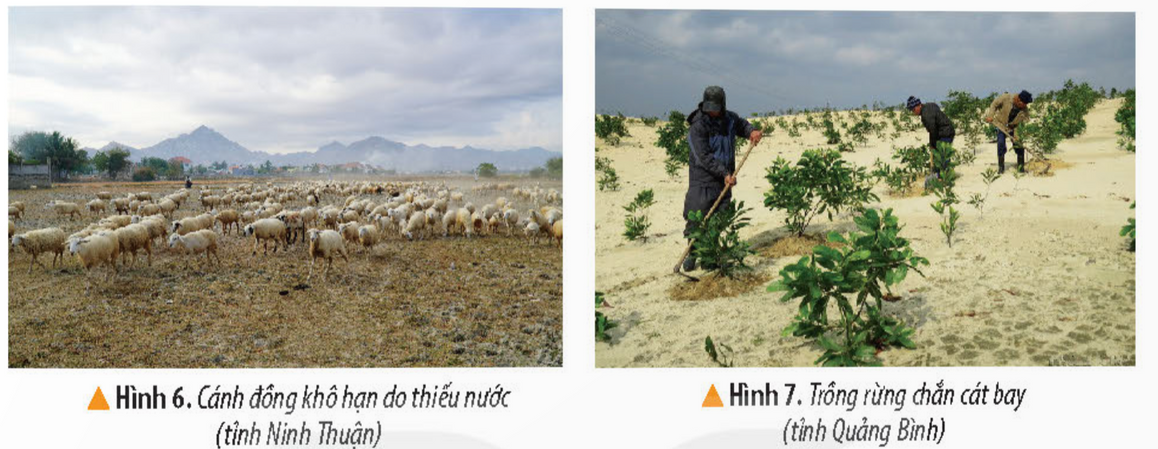 ▲ Hình 6. Cánh đồng khô hạn do thiếu nước
(tỉnh Ninh Thuận)
▲ Hình 7. Trồng rừng chắn cát bay
(tỉnh Quảng Bình)